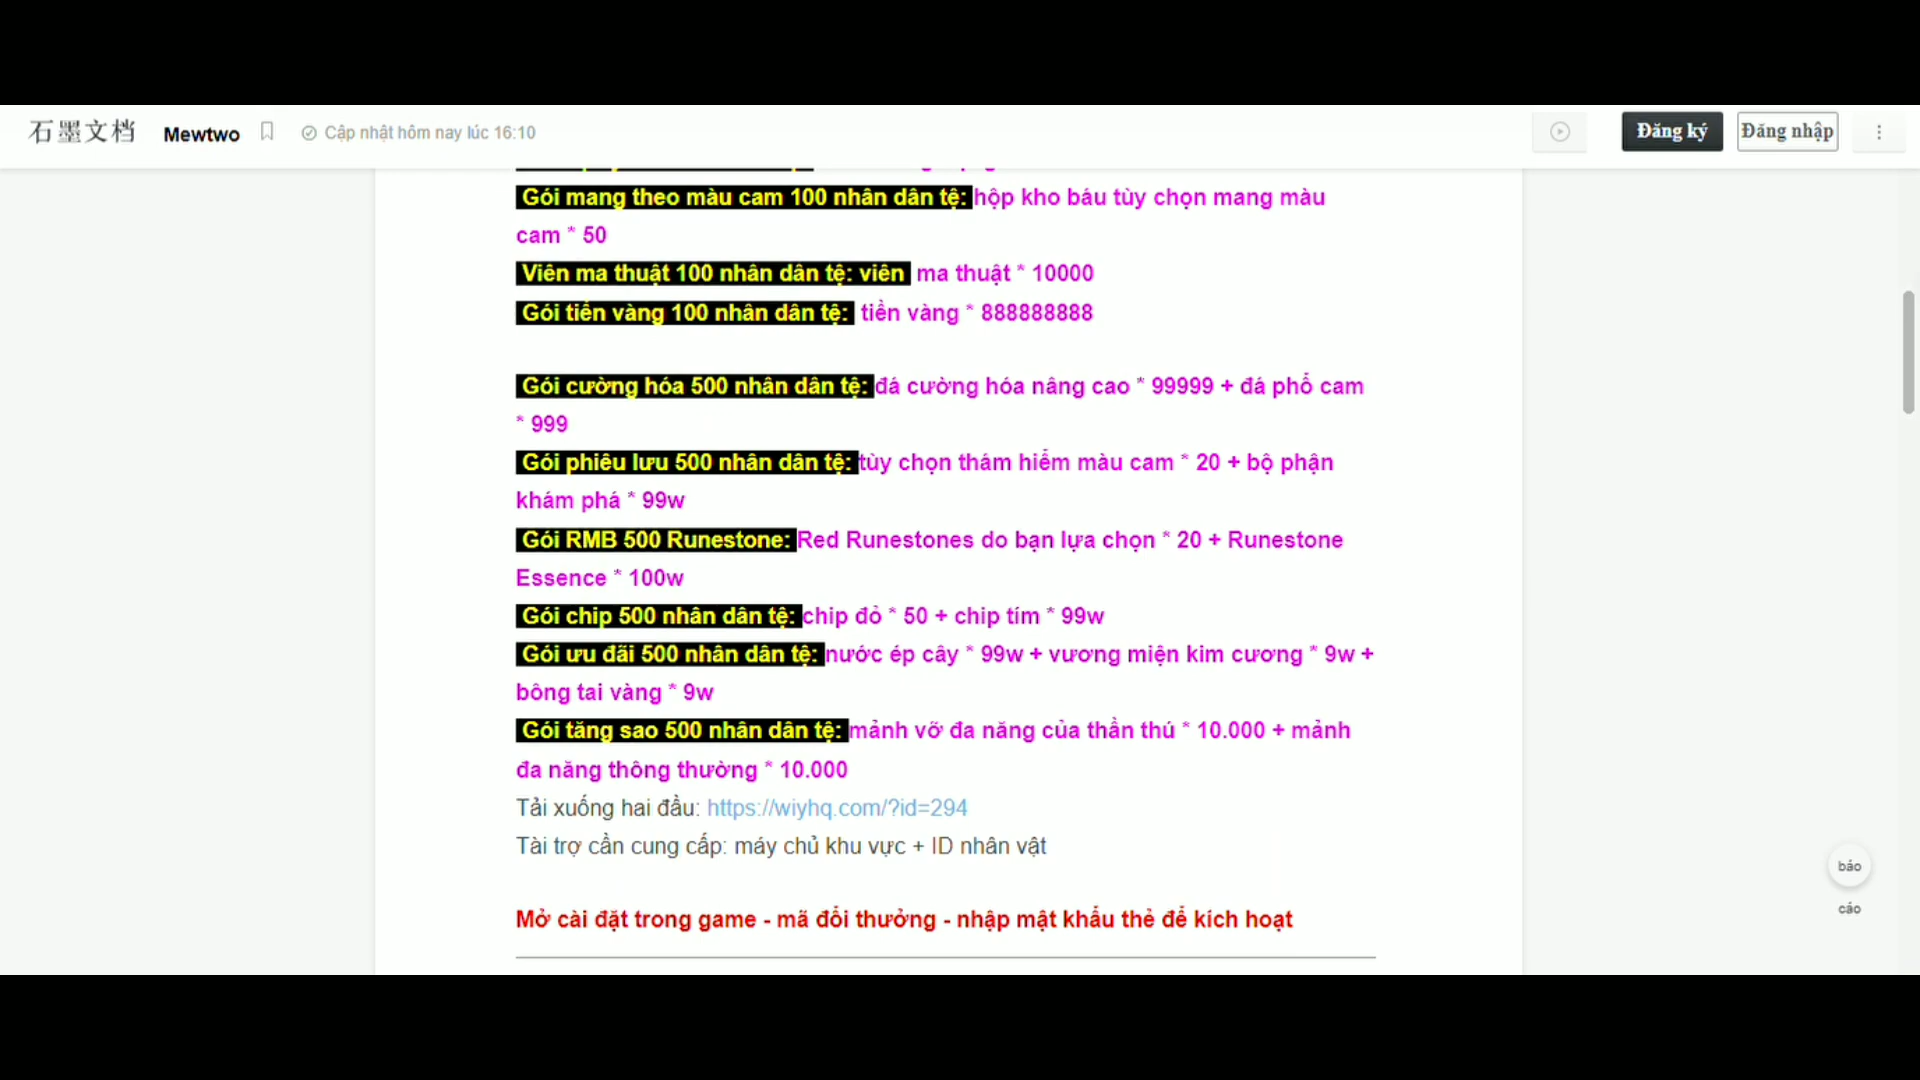 石墨文档 Mewtwo Cập nhật hôm nay lúc 16:10 Đăng ký Đăng nhập
Gói mang theo màu cam 100 nhân dân tệ: hộp kho báu tùy chọn mang màu
cam * 50
Viên ma thuật 100 nhân dân tệ: viên ma thuật * 10000
Gói tiền vàng 100 nhân dân tệ: tiền vàng * 888888888
Gói cường hóa 500 nhân dân tệ: đá cường hóa nâng cao * 99999 + đá phổ cam
* 999
Gói phiêu lưu 500 nhân dân tệ: tùy chọn thám hiểm màu cam * 20 + bộ phận
khám phá * 99w
Gói RMB 500 Runestone: Red Runestones do bạn lựa chọn * 20 + Runestone
Essence * 100w
Gói chip 500 nhân dân tệ: chip đỏ * 50 + chip tím * 99w
Gói ưu đãi 500 nhân dân tệ: nước ép cây * 99w + vương miện kim cương * 9w +
bông tai vàng * 9w
Gói tăng sao 500 nhân dân tệ: mảnh vỡ đa năng của thần thú * 10.000 + mảnh
đa năng thông thường * 10.000
Tải xuống hai đầu: https://wiyhq.com/?id=294
Tài trợ cần cung cấp: máy chủ khu vực + ID nhân vật
Mở cài đặt trong game - mã đổi thưởng - nhập mật khẩu thẻ để kích hoạt
báo
cáo